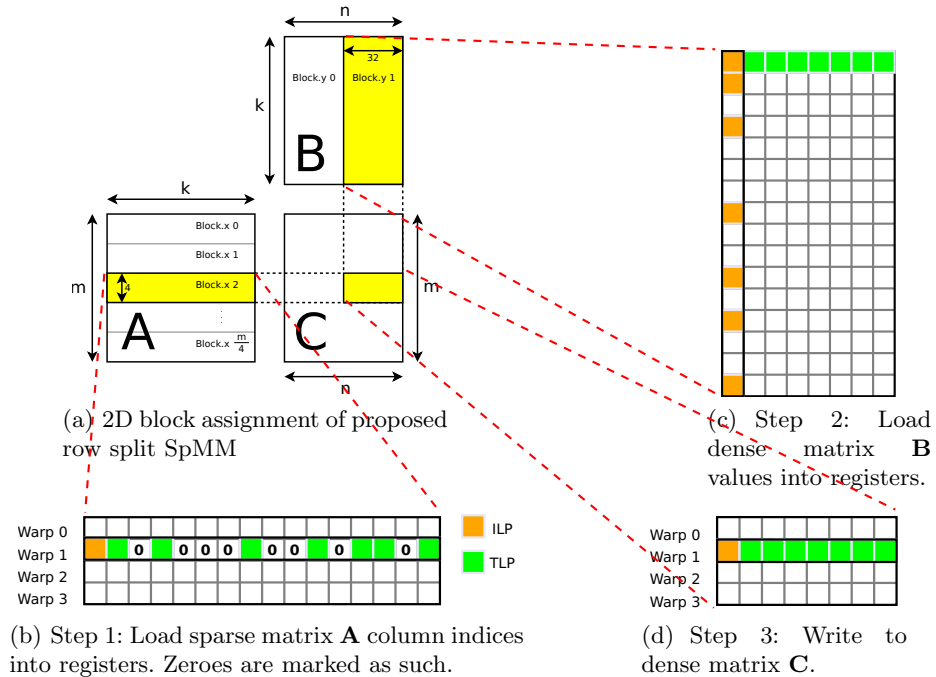 n
32
Block.y 0
Block.y 1
k
B
k
Block.x 0
Block.x 1
m
4
Block.x 2
m
A
C
Block.x m/4
n
(a) 2D block assignment of proposed
row split SpMM
(c) Step 2: Load
dense matrix B
values into registers.
Warp 0
Warp 1
0 0 0 0 0 0 0 0
Warp 2
Warp 3
ILP
TLP
Warp 0
Warp 1
Warp 2
Warp 3
(b) Step 1: Load sparse matrix A column indices
into registers. Zeroes are marked as such.
(d) Step 3: Write to
dense matrix C.